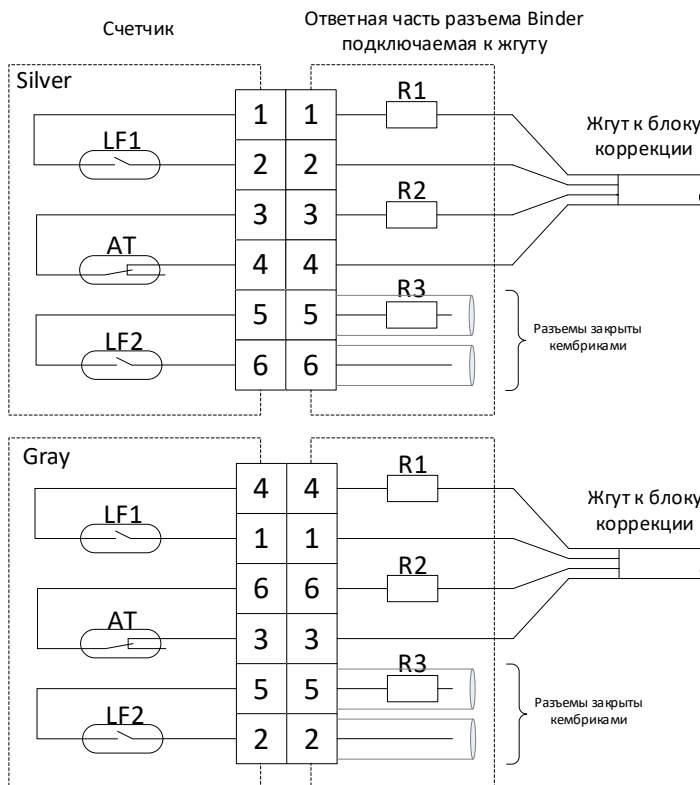 Счетчик
Ответная часть разъема Binder
подключаемая к жгуту
Silver
LF1
1 1
R1
2 2
Жгут к блоку
коррекции
3 3
R2
AT
4 4
5 5
R3
LF2
6 6
Разъемы закрыты
кембриками
Gray
LF1
4 4
R1
1 1
Жгут к блоку
коррекции
6 6
R2
AT
3 3
5 5
R3
LF2
2 2
Разъемы закрыты
кембриками